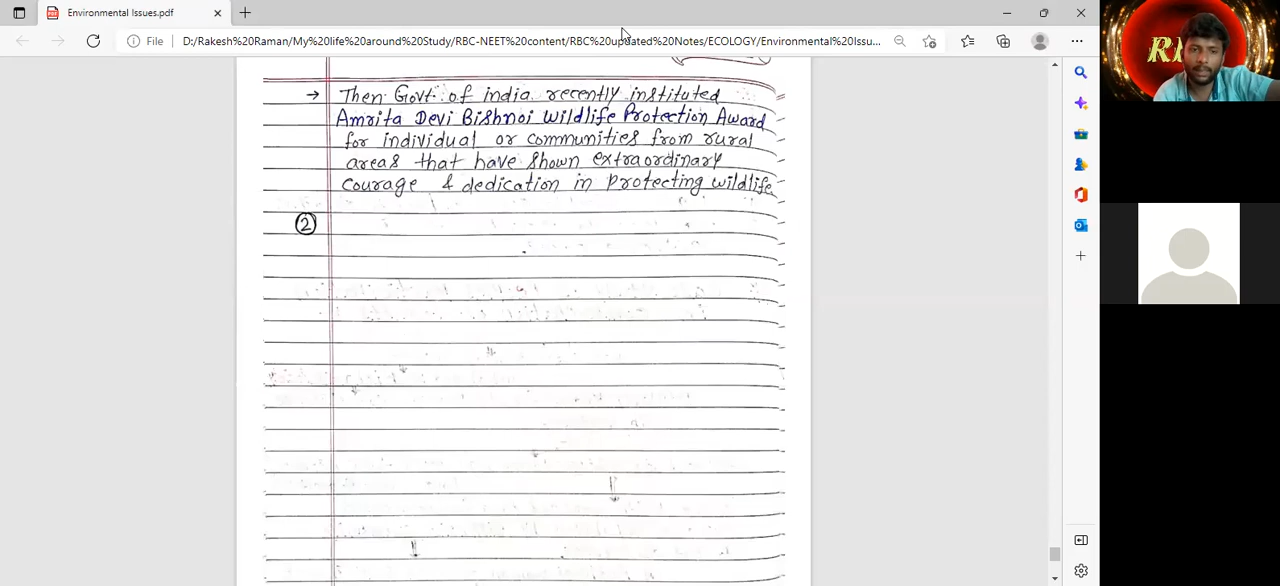 Environmental Issues.pdf
File
D:/Rakesh%20Raman/My%20life%20around%20Study/RBC-NEET%20content/RBC%20updated%20Notes/ECOLOGY/Environmental%20Issu...
→ Then Govt. of india recently instituted
Amrita Devi Bishnoi Wildlife Protection Award
for individual or communities from rural
areas that have shown extraordinary
courage & dedication in Protecting wildlife
②